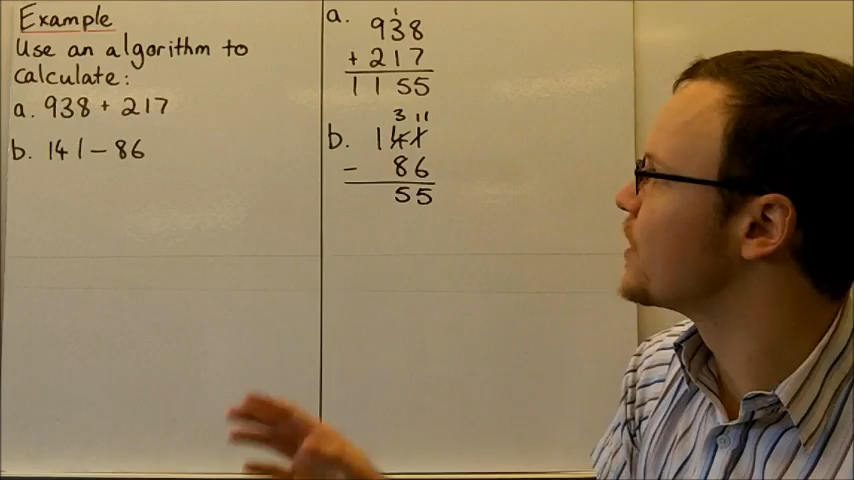 Example
Use an algorithm to
calculate:
a. 938 + 217
b. 141 - 86
a. 1
938
+ 217
1155
3 11
b. 141
- 86
55